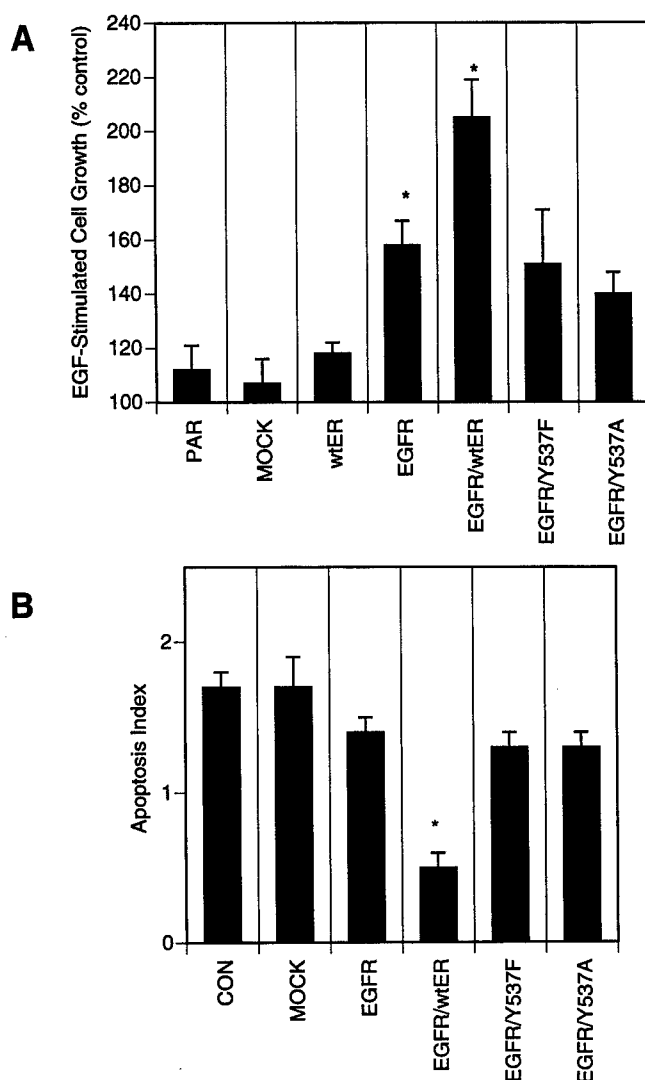 A
EGF-Stimulated Cell Growth (% control)
240
220
200
180
160
140
120
100
*
*
PAR
MOCK
wtER
EGFR
EGFR/wtER
EGFR/Y537F
EGFR/Y537A
B
Apoptosis Index
2
1
0
*
CON
MOCK
EGFR
EGFR/wtER
EGFR/Y537F
EGFR/Y537A